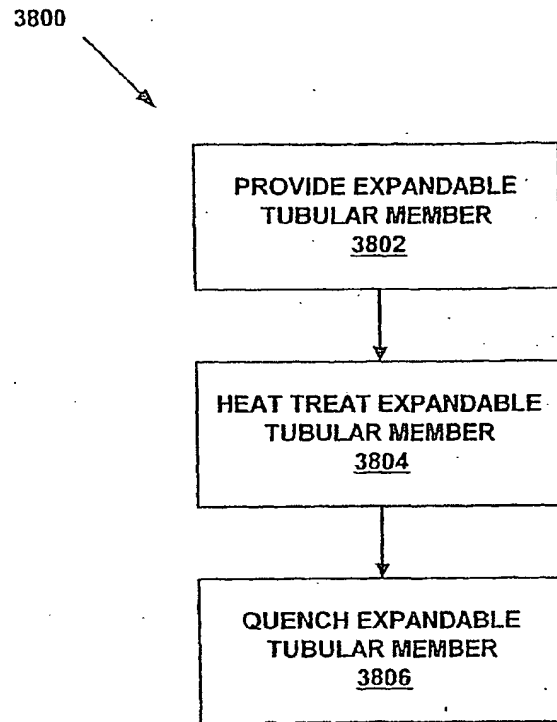 3800
PROVIDE EXPANDABLE
TUBULAR MEMBER
3802
HEAT TREAT EXPANDABLE
TUBULAR MEMBER
3804
QUENCH EXPANDABLE
TUBULAR MEMBER
3806